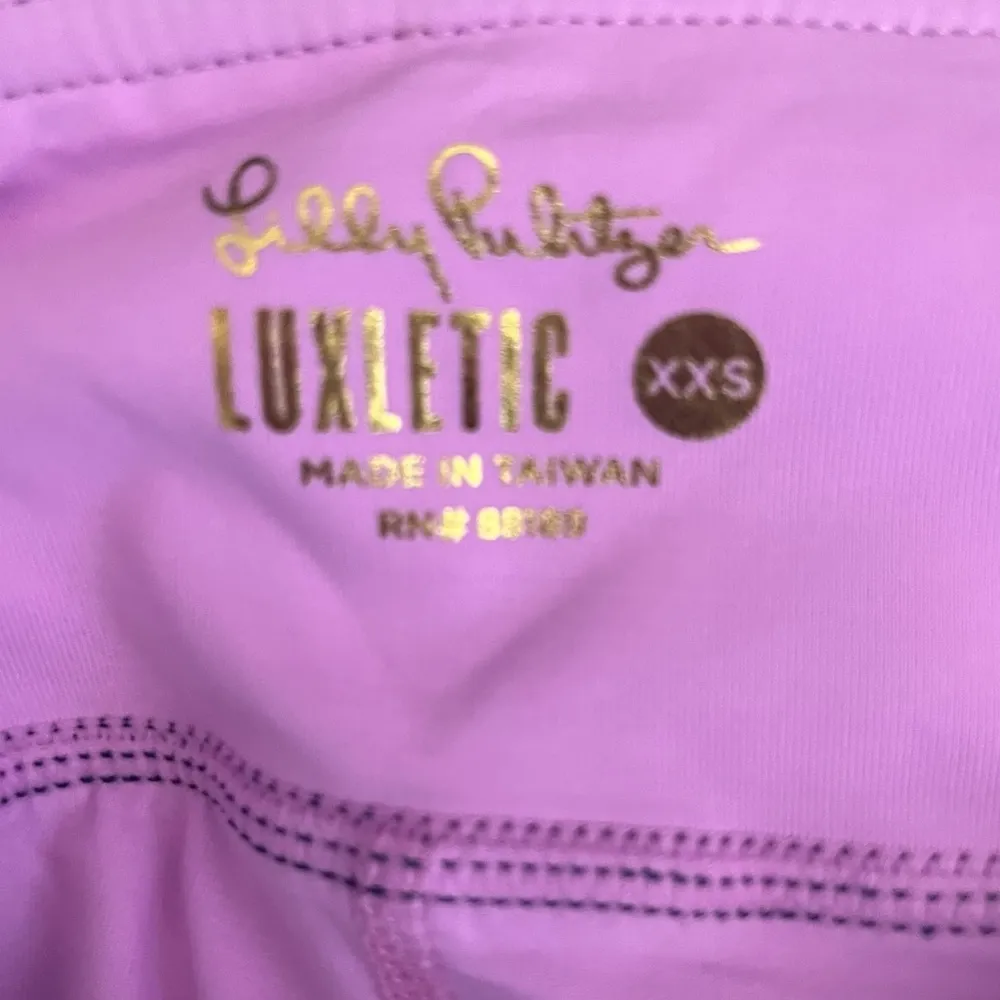 Lilly Pulitzer
LUXLETIC XXS
MADE IN TAIWAN
RN#